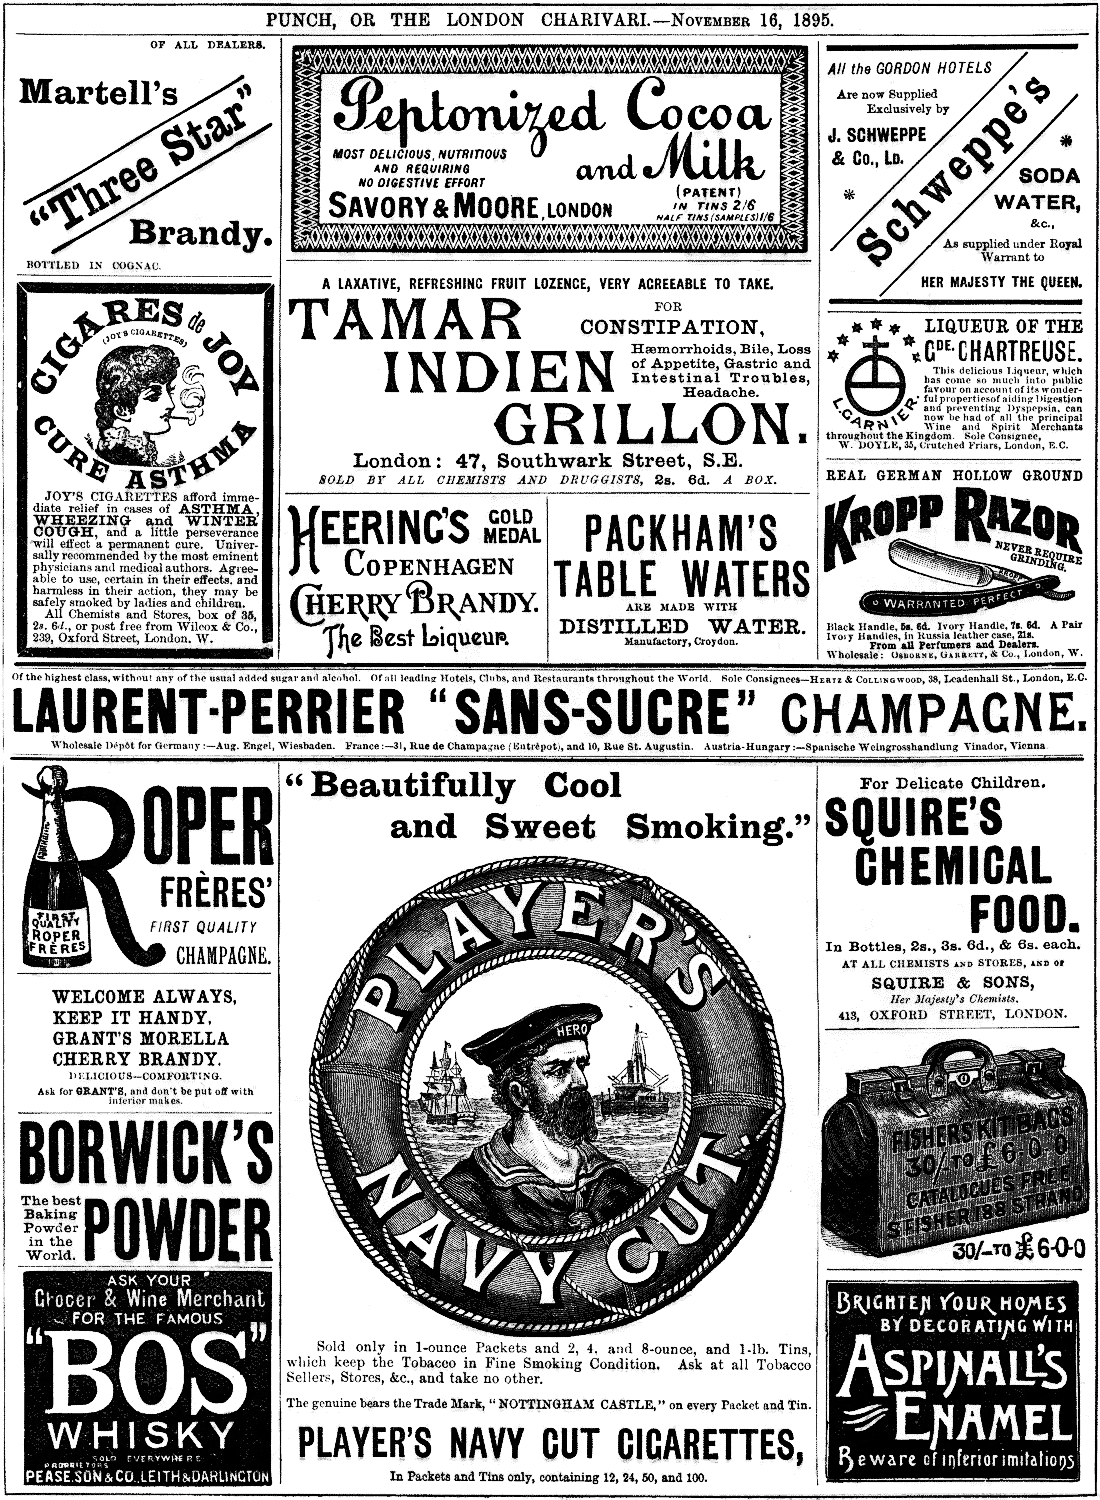 PUNCH, OR THE LONDON CHARIVARI.—NOVEMBER 16, 1895.
OF ALL DEALERS.
Martell's
"Three Star"
Brandy.
BOTTLED IN COGNAC.
Peptonized Cocoa
and Milk
MOST DELICIOUS, NUTRITIOUS
AND REQUIRING
NO DIGESTIVE EFFORT
(PATENT)
IN TINS 2/6
HALF TINS (SAMPLES) 1/6
SAVORY & MOORE, LONDON
All the GORDON HOTELS
Are now Supplied
Exclusively by
J. SCHWEPPE
& Co., LD.
Schweppe's
SODA
WATER,
&c.,
As supplied under Royal
Warrant to
HER MAJESTY THE QUEEN.
CIGARES de JOY
(JOY'S CIGARETTES)
CURE ASTHMA
JOY'S CIGARETTES afford imme-
diate relief in cases of ASTHMA,
WHEEZING and WINTER
COUGH, and a little perseverance
will effect a permanent cure. Univer-
sally recommended by the most eminent
physicians and medical authors. Agree-
able to use, certain in their effects, and
harmless in their action, they may be
safely smoked by ladies and children.
All Chemists and Stores, box of 35,
2s. 6d., or post free from Wilcox & Co.,
239, Oxford Street, London. W.
A LAXATIVE, REFRESHING FRUIT LOZENCE, VERY AGREEABLE TO TAKE.
TAMAR
INDIEN
GRILLON.
FOR
CONSTIPATION,
Hæmorrhoids, Bile, Loss
of Appetite, Gastric and
Intestinal Troubles,
Headache.
London: 47, Southwark Street, S.E.
SOLD BY ALL CHEMISTS AND DRUGGISTS, 2s. 6d. A BOX.
LIQUEUR OF THE
GDE. CHARTREUSE.
L. GARNIER.
This delicious Liqueur, which
has come so much into public
favour on account of its wonder-
ful properties of aiding Digestion
and preventing Dyspepsia, can
now be had of all the principal
Wine and Spirit Merchants
throughout the Kingdom. Sole Consignee,
W. DOYLE, 35, Crutched Friars, London, E.C.
HEERING'S GOLD
MEDAL
COPENHAGEN
CHERRY BRANDY.
The Best Liqueur.
PACKHAM'S
TABLE WATERS
ARE MADE WITH
DISTILLED WATER.
Manufactory, Croydon.
REAL GERMAN HOLLOW GROUND
KROPP RAZOR
NEVER REQUIRE
GRINDING.
KROPP
WARRANTED PERFECT
Black Handle, 5s. 6d. Ivory Handle, 7s. 6d. A Pair
Ivory Handles, in Russia leather case, 21s.
From all Perfumers and Dealers.
Wholesale: OSBORNE, GARRETT, & Co., London, W.
Of the highest class, without any of the usual added sugar and alcohol. Of all leading Hotels, Clubs, and Restaurants throughout the World. Sole Consignees—HERTZ & COLLINGWOOD, 38, Leadenhall St., London, E.C.
LAURENT-PERRIER "SANS-SUCRE" CHAMPAGNE.
Wholesale Dépôt for Germany:—Aug. Engel, Wiesbaden. France:—31, Rue de Champagne (Entrepôt), and 10, Rue St. Augustin. Austria-Hungary:—Spanische Weingrosshandlung Vinador, Vienna
ROPER
FRÈRES'
FIRST QUALITY
CHAMPAGNE.
FIRST
QUALITY
ROPER
FRÈRES
WELCOME ALWAYS,
KEEP IT HANDY,
GRANT'S MORELLA
CHERRY BRANDY.
DELICIOUS—COMFORTING.
Ask for GRANT'S, and don't be put off with
inferior makes.
BORWICK'S
The best
Baking
Powder
in the
World.
POWDER
ASK YOUR
Grocer & Wine Merchant
FOR THE FAMOUS
"BOS"
WHISKY
SOLD EVERYWHERE
PROPRIETORS
PEASE, SON & CO., LEITH & DARLINGTON
"Beautifully Cool
and Sweet Smoking."
PLAYER'S
HERO
NAVY CUT.
Sold only in 1-ounce Packets and 2, 4, and 8-ounce, and 1-lb. Tins,
which keep the Tobacco in Fine Smoking Condition. Ask at all Tobacco
Sellers, Stores, &c., and take no other.
The genuine bears the Trade Mark, "NOTTINGHAM CASTLE," on every Packet and Tin.
PLAYER'S NAVY CUT CIGARETTES,
In Packets and Tins only, containing 12, 24, 50, and 100.
For Delicate Children.
SQUIRE'S
CHEMICAL
FOOD.
In Bottles, 2s., 3s. 6d., & 6s. each.
AT ALL CHEMISTS AND STORES, AND OF
SQUIRE & SONS,
Her Majesty's Chemists,
413, OXFORD STREET, LONDON.
FISHERS KIT BAGS
30/ TO £6-0-0
CATALOGUES FREE
S. FISHER 188 STRAND
30/- TO £6-0-0
BRIGHTEN YOUR HOMES
BY DECORATING WITH
ASPINALL'S
ENAMEL
Beware of inferior imitations